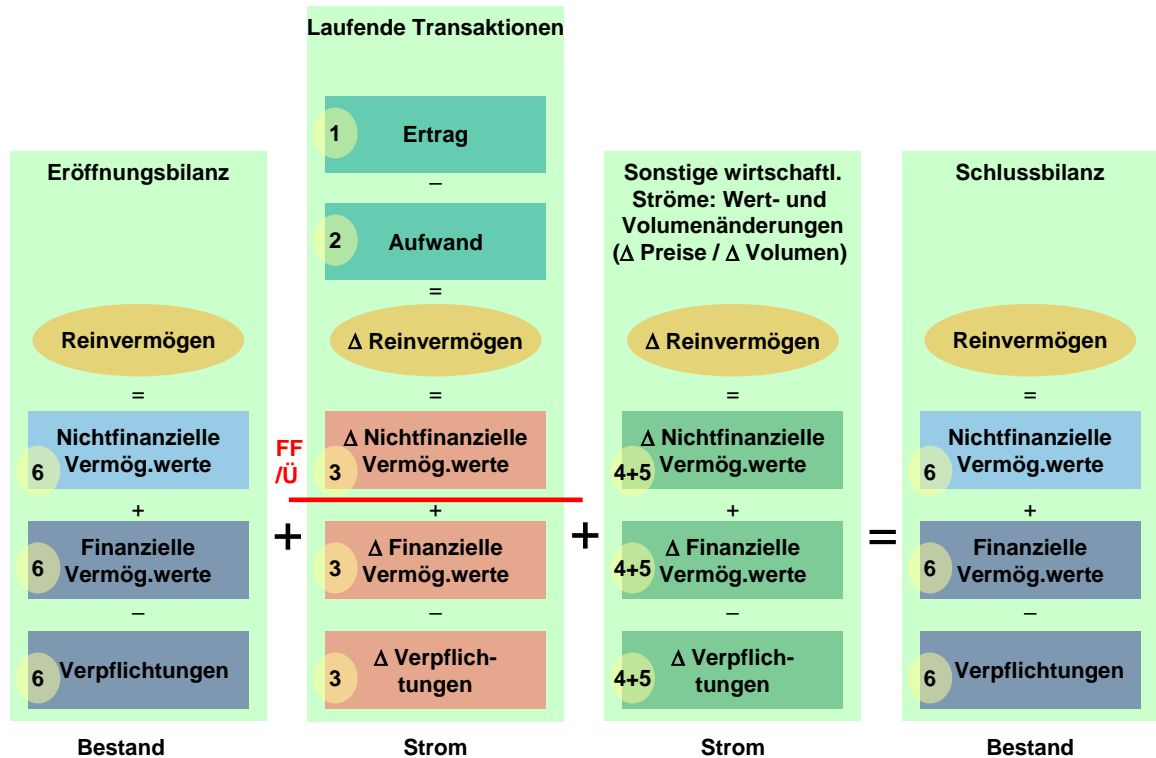 Laufende Transaktionen
1
Ertrag
–
2
Aufwand
=
Δ Reinvermögen
=
Δ Nichtfinanzielle
Vermög.werte
3
+
Δ Finanzielle
Vermög.werte
3
–
Δ Verpflich-
tungen
3
Strom
Eröffnungsbilanz
Reinvermögen
=
Nichtfinanzielle
Vermög.werte
6
+
Finanzielle
Vermög.werte
6
–
Verpflichtungen
6
Bestand
FF
/Ü
+
+
Sonstige wirtschaftl.
Ströme: Wert- und
Volumenänderungen
(Δ Preise / Δ Volumen)
Δ Reinvermögen
=
Δ Nichtfinanzielle
Vermög.werte
4+5
+
Δ Finanzielle
Vermög.werte
4+5
–
Δ Verpflich-
tungen
4+5
Strom
=
Schlussbilanz
Reinvermögen
=
Nichtfinanzielle
Vermög.werte
6
+
Finanzielle
Vermög.werte
6
–
Verpflichtungen
6
Bestand